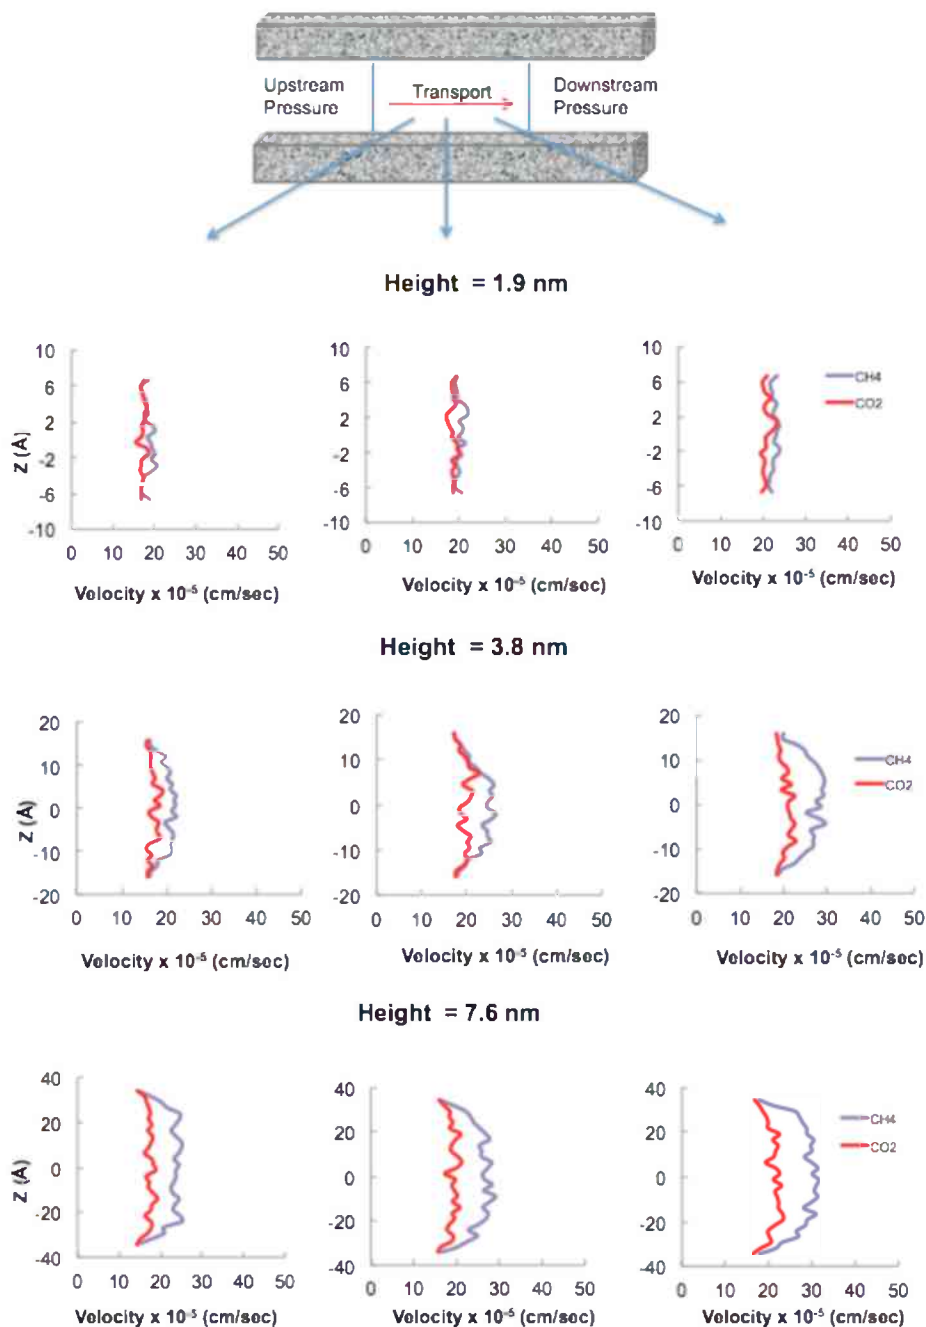 Upstream
Pressure
Transport
Downstream
Pressure
Height = 1.9 nm
10
6
2
-2
-6
-10
Z (Å)
0 10 20 30 40 50
Velocity x 10⁻⁵ (cm/sec)
10
6
2
-2
-6
-10
0 10 20 30 40 50
Velocity x 10⁻⁵ (cm/sec)
10
6
2
-2
-6
-10
0 10 20 30 40 50
Velocity x 10⁻⁵ (cm/sec)
CH4
CO2
Height = 3.8 nm
20
10
0
-10
-20
Z (Å)
0 10 20 30 40 50
Velocity x 10⁻⁵ (cm/sec)
20
10
0
-10
-20
0 10 20 30 40 50
Velocity x 10⁻⁵ (cm/sec)
20
10
0
-10
-20
0 10 20 30 40 50
Velocity x 10⁻⁵ (cm/sec)
CH4
CO2
Height = 7.6 nm
40
20
0
-20
-40
Z (Å)
0 10 20 30 40 50
Velocity x 10⁻⁵ (cm/sec)
40
20
0
-20
-40
0 10 20 30 40 50
Velocity x 10⁻⁵ (cm/sec)
40
20
0
-20
-40
0 10 20 30 40 50
Velocity x 10⁻⁵ (cm/sec)
CH4
CO2